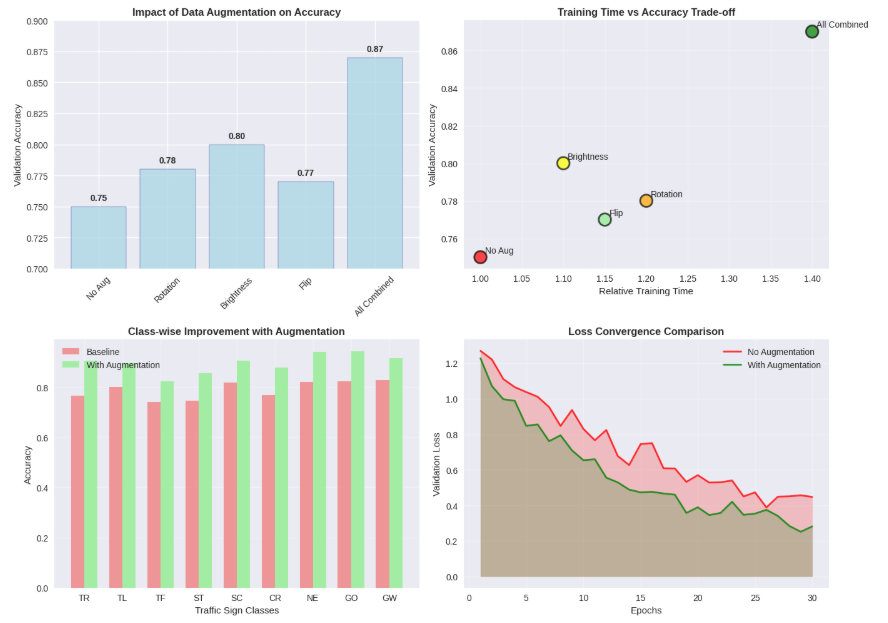 Impact of Data Augmentation on Accuracy
Validation Accuracy
0.900
0.875
0.850
0.825
0.800
0.775
0.750
0.725
0.700
0.75
0.78
0.80
0.77
0.87
No Aug
Rotation
Brightness
Flip
All Combined
Training Time vs Accuracy Trade-off
Validation Accuracy
0.86
0.84
0.82
0.80
0.78
0.76
All Combined
Brightness
Rotation
Flip
No Aug
1.00 1.05 1.10 1.15 1.20 1.25 1.30 1.35 1.40
Relative Training Time
Class-wise Improvement with Augmentation
Baseline
With Augmentation
Accuracy
0.8
0.6
0.4
0.2
0.0
TR TL TF ST SC CR NE GO GW
Traffic Sign Classes
Loss Convergence Comparison
No Augmentation
With Augmentation
Validation Loss
1.2
1.0
0.8
0.6
0.4
0.2
0.0
0 5 10 15 20 25 30
Epochs